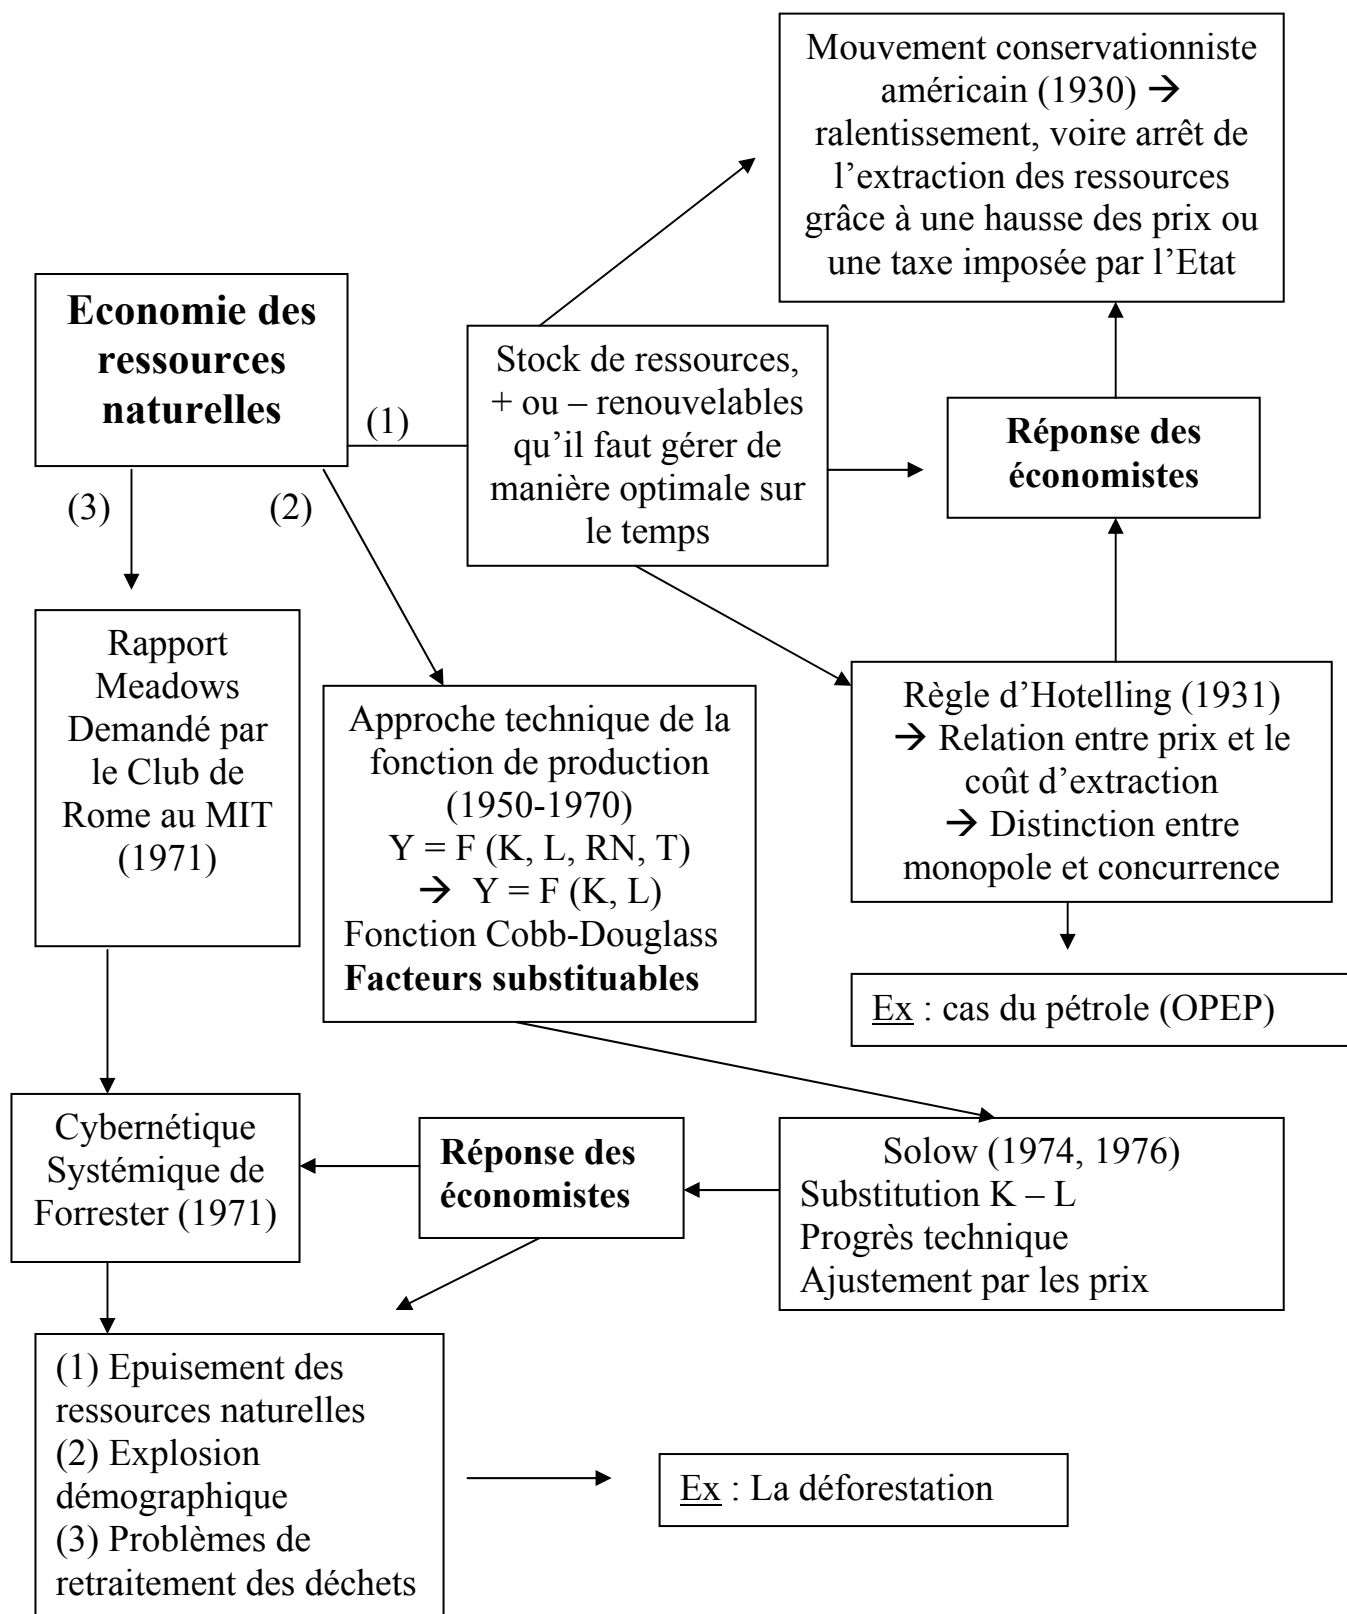 Mouvement conservationniste
américain (1930) →
ralentissement, voire arrêt de
l’extraction des ressources
grâce à une hausse des prix ou
une taxe imposée par l’Etat
Economie des
ressources
naturelles
(1)
(3)
(2)
Stock de ressources,
+ ou – renouvelables
qu’il faut gérer de
manière optimale sur
le temps
Réponse des
économistes
Rapport
Meadows
Demandé par
le Club de
Rome au MIT
(1971)
Approche technique de la
fonction de production
(1950-1970)
Y = F (K, L, RN, T)
→ Y = F (K, L)
Fonction Cobb-Douglass
Facteurs substituables
Règle d’Hotelling (1931)
→ Relation entre prix et le
coût d’extraction
→ Distinction entre
monopole et concurrence
Ex : cas du pétrole (OPEP)
Cybernétique
Systémique de
Forrester (1971)
Réponse des
économistes
Solow (1974, 1976)
Substitution K – L
Progrès technique
Ajustement par les prix
(1) Epuisement des
ressources naturelles
(2) Explosion
démographique
(3) Problèmes de
retraitement des déchets
Ex : La déforestation